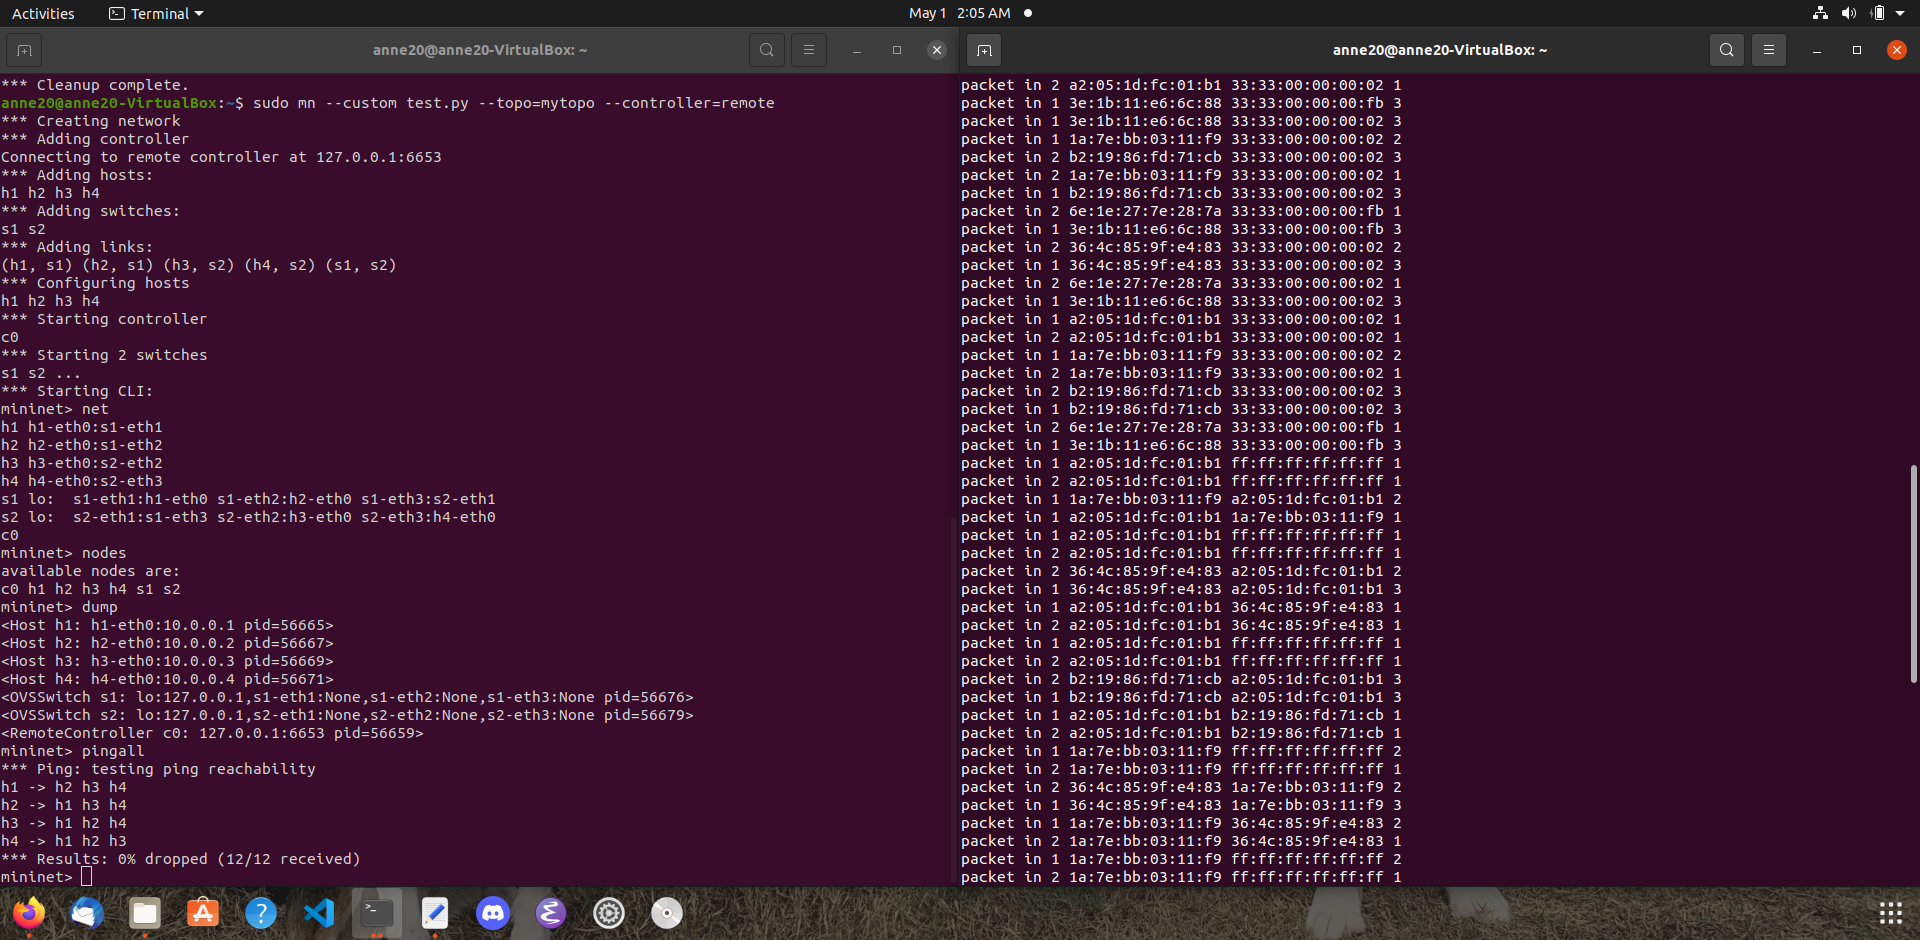 Activities
Terminal
May 1 2:05 AM
anne20@anne20-VirtualBox: ~
*** Cleanup complete.
anne20@anne20-VirtualBox:~$ sudo mn --custom test.py --topo=mytopo --controller=remote
*** Creating network
*** Adding controller
Connecting to remote controller at 127.0.0.1:6653
*** Adding hosts:
h1 h2 h3 h4
*** Adding switches:
s1 s2
*** Adding links:
(h1, s1) (h2, s1) (h3, s2) (h4, s2) (s1, s2)
*** Configuring hosts
h1 h2 h3 h4
*** Starting controller
c0
*** Starting 2 switches
s1 s2 ...
*** Starting CLI:
mininet> net
h1 h1-eth0:s1-eth1
h2 h2-eth0:s1-eth2
h3 h3-eth0:s2-eth2
h4 h4-eth0:s2-eth3
s1 lo:  s1-eth1:h1-eth0 s1-eth2:h2-eth0 s1-eth3:s2-eth1
s2 lo:  s2-eth1:s1-eth3 s2-eth2:h3-eth0 s2-eth3:h4-eth0
c0
mininet> nodes
available nodes are:
c0 h1 h2 h3 h4 s1 s2
mininet> dump
<Host h1: h1-eth0:10.0.0.1 pid=56665>
<Host h2: h2-eth0:10.0.0.2 pid=56667>
<Host h3: h3-eth0:10.0.0.3 pid=56669>
<Host h4: h4-eth0:10.0.0.4 pid=56671>
<OVSSwitch s1: lo:127.0.0.1,s1-eth1:None,s1-eth2:None,s1-eth3:None pid=56676>
<OVSSwitch s2: lo:127.0.0.1,s2-eth1:None,s2-eth2:None,s2-eth3:None pid=56679>
<RemoteController c0: 127.0.0.1:6653 pid=56659>
mininet> pingall
*** Ping: testing ping reachability
h1 -> h2 h3 h4
h2 -> h1 h3 h4
h3 -> h1 h2 h4
h4 -> h1 h2 h3
*** Results: 0% dropped (12/12 received)
mininet>
anne20@anne20-VirtualBox: ~
packet in 2 a2:05:1d:fc:01:b1 33:33:00:00:00:02 1
packet in 1 3e:1b:11:e6:6c:88 33:33:00:00:00:fb 3
packet in 1 3e:1b:11:e6:6c:88 33:33:00:00:00:02 3
packet in 1 1a:7e:bb:03:11:f9 33:33:00:00:00:02 2
packet in 2 b2:19:86:fd:71:cb 33:33:00:00:00:02 3
packet in 2 1a:7e:bb:03:11:f9 33:33:00:00:00:02 1
packet in 1 b2:19:86:fd:71:cb 33:33:00:00:00:02 3
packet in 2 6e:1e:27:7e:28:7a 33:33:00:00:00:fb 1
packet in 1 3e:1b:11:e6:6c:88 33:33:00:00:00:fb 3
packet in 2 36:4c:85:9f:e4:83 33:33:00:00:00:02 2
packet in 1 36:4c:85:9f:e4:83 33:33:00:00:00:02 3
packet in 2 6e:1e:27:7e:28:7a 33:33:00:00:00:02 1
packet in 1 3e:1b:11:e6:6c:88 33:33:00:00:00:02 3
packet in 1 a2:05:1d:fc:01:b1 33:33:00:00:00:02 1
packet in 2 a2:05:1d:fc:01:b1 33:33:00:00:00:02 1
packet in 1 1a:7e:bb:03:11:f9 33:33:00:00:00:02 2
packet in 2 1a:7e:bb:03:11:f9 33:33:00:00:00:02 1
packet in 2 b2:19:86:fd:71:cb 33:33:00:00:00:02 3
packet in 1 b2:19:86:fd:71:cb 33:33:00:00:00:02 3
packet in 2 6e:1e:27:7e:28:7a 33:33:00:00:00:fb 1
packet in 1 3e:1b:11:e6:6c:88 33:33:00:00:00:fb 3
packet in 1 a2:05:1d:fc:01:b1 ff:ff:ff:ff:ff:ff 1
packet in 2 a2:05:1d:fc:01:b1 ff:ff:ff:ff:ff:ff 1
packet in 1 1a:7e:bb:03:11:f9 a2:05:1d:fc:01:b1 2
packet in 1 a2:05:1d:fc:01:b1 1a:7e:bb:03:11:f9 1
packet in 1 a2:05:1d:fc:01:b1 ff:ff:ff:ff:ff:ff 1
packet in 2 a2:05:1d:fc:01:b1 ff:ff:ff:ff:ff:ff 1
packet in 2 36:4c:85:9f:e4:83 a2:05:1d:fc:01:b1 2
packet in 1 36:4c:85:9f:e4:83 a2:05:1d:fc:01:b1 3
packet in 1 a2:05:1d:fc:01:b1 36:4c:85:9f:e4:83 1
packet in 2 a2:05:1d:fc:01:b1 36:4c:85:9f:e4:83 1
packet in 1 a2:05:1d:fc:01:b1 ff:ff:ff:ff:ff:ff 1
packet in 2 a2:05:1d:fc:01:b1 ff:ff:ff:ff:ff:ff 1
packet in 2 b2:19:86:fd:71:cb a2:05:1d:fc:01:b1 3
packet in 1 b2:19:86:fd:71:cb a2:05:1d:fc:01:b1 3
packet in 1 a2:05:1d:fc:01:b1 b2:19:86:fd:71:cb 1
packet in 2 a2:05:1d:fc:01:b1 b2:19:86:fd:71:cb 1
packet in 1 1a:7e:bb:03:11:f9 ff:ff:ff:ff:ff:ff 2
packet in 2 1a:7e:bb:03:11:f9 ff:ff:ff:ff:ff:ff 1
packet in 2 36:4c:85:9f:e4:83 1a:7e:bb:03:11:f9 2
packet in 1 36:4c:85:9f:e4:83 1a:7e:bb:03:11:f9 3
packet in 1 1a:7e:bb:03:11:f9 36:4c:85:9f:e4:83 2
packet in 2 1a:7e:bb:03:11:f9 36:4c:85:9f:e4:83 1
packet in 1 1a:7e:bb:03:11:f9 ff:ff:ff:ff:ff:ff 2
packet in 2 1a:7e:bb:03:11:f9 ff:ff:ff:ff:ff:ff 1